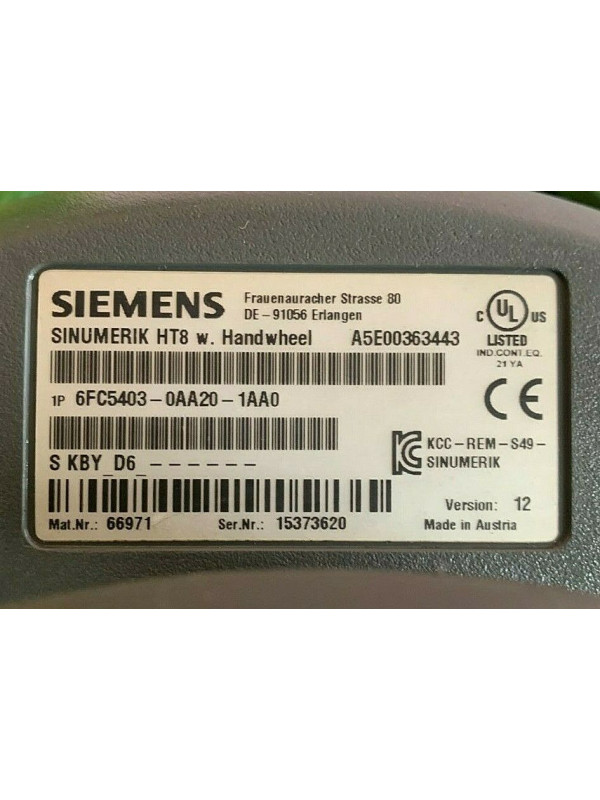 SIEMENS Frauenauracher Strasse 80
DE-91056 Erlangen
SINUMERIK HT8 w. Handwheel A5E00363443
C UL US
LISTED
IND.CONT.EQ.
21 YA
1P 6FC5403-0AA20-1AA0
CE
KCC-REM-S49-
SINUMERIK
S KBY_D6_------
Version: 12
Mat.Nr.: 66971 Ser.Nr.: 15373620 Made in Austria